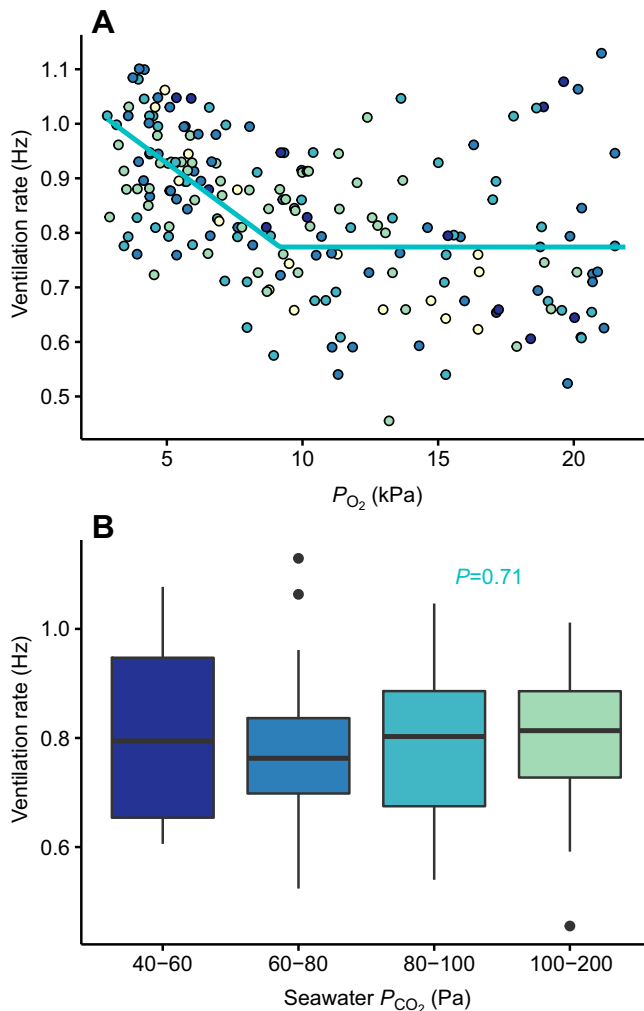 A
1.1
1.0
0.9
0.8
0.7
0.6
0.5
Ventilation rate (Hz)
5 10 15 20
PO2 (kPa)
B
P=0.71
1.0
0.8
0.6
Ventilation rate (Hz)
40–60 60–80 80–100 100–200
Seawater PCO2 (Pa)